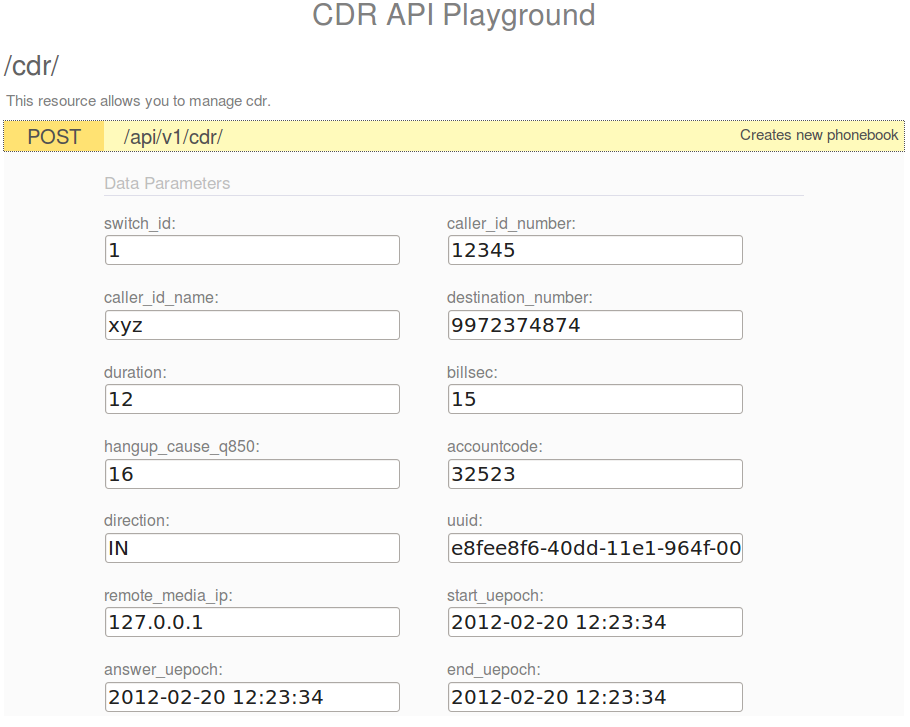 CDR API Playground
/cdr/
This resource allows you to manage cdr.
POST /api/v1/cdr/ Creates new phonebook
Data Parameters
switch_id: caller_id_number:
1 12345
caller_id_name: destination_number:
xyz 9972374874
duration: billsec:
12 15
hangup_cause_q850: accountcode:
16 32523
direction: uuid:
IN e8fee8f6-40dd-11e1-964f-00
remote_media_ip: start_uepoch:
127.0.0.1 2012-02-20 12:23:34
answer_uepoch: end_uepoch:
2012-02-20 12:23:34 2012-02-20 12:23:34